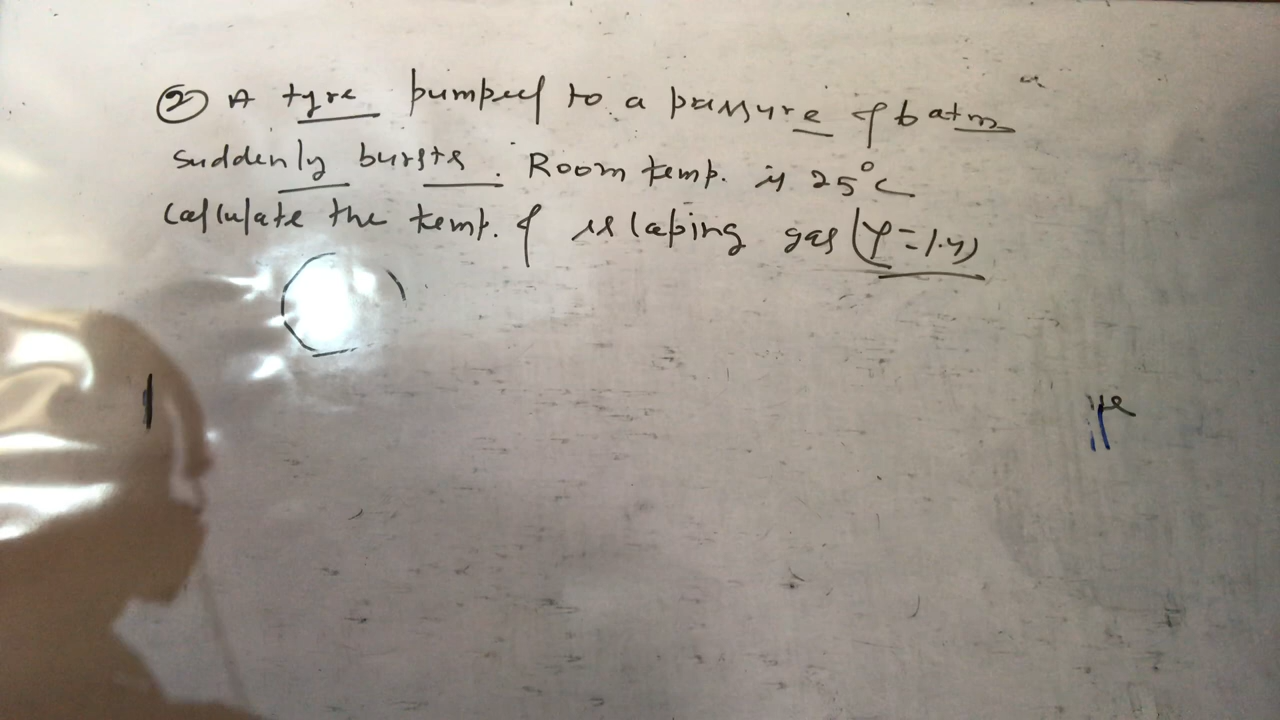 ② A tyre pumped to a pressure of 6 atm
suddenly bursts. Room temp. is 25°C
Calculate the temp. of escaping gas (γ=1.4)